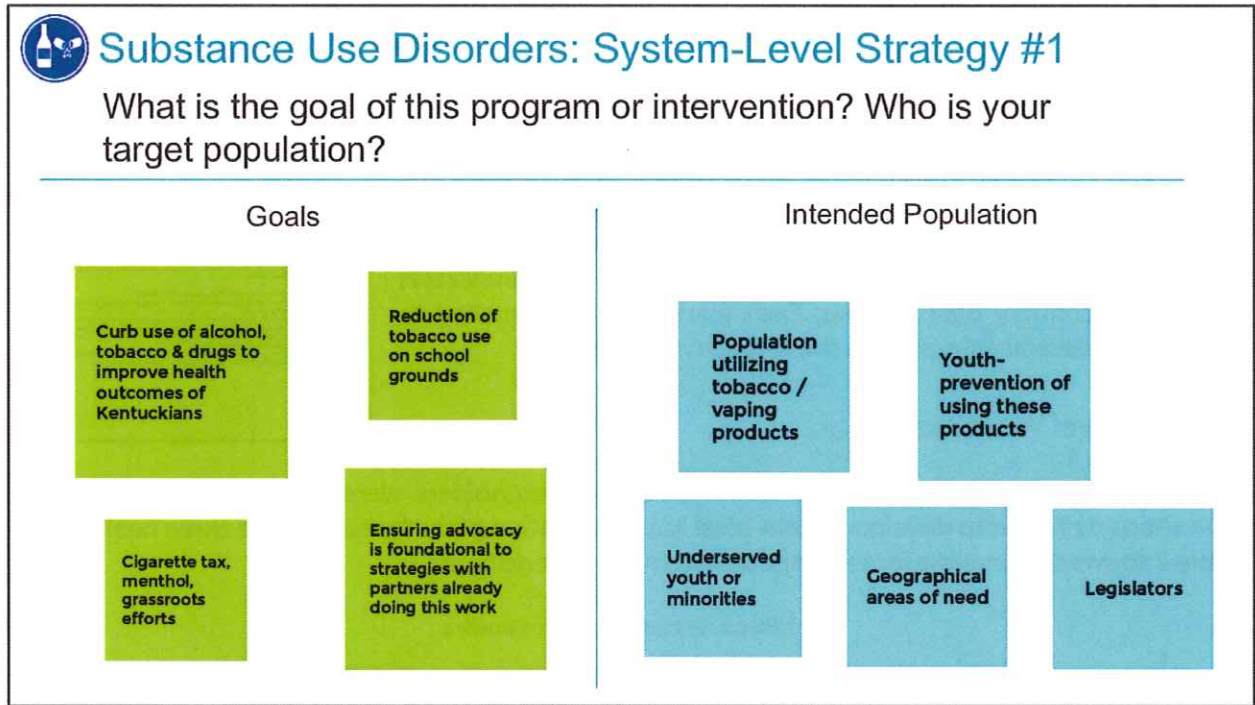 Substance Use Disorders: System-Level Strategy #1
What is the goal of this program or intervention? Who is your
target population?
Goals
Curb use of alcohol,
tobacco & drugs to
improve health
outcomes of
Kentuckians
Reduction of
tobacco use
on school
grounds
Cigarette tax,
menthol,
grassroots
efforts
Ensuring advocacy
is foundational to
strategies with
partners already
doing this work
Intended Population
Population
utilizing
tobacco /
vaping
products
Youth-
prevention of
using these
products
Underserved
youth or
minorities
Geographical
areas of need
Legislators